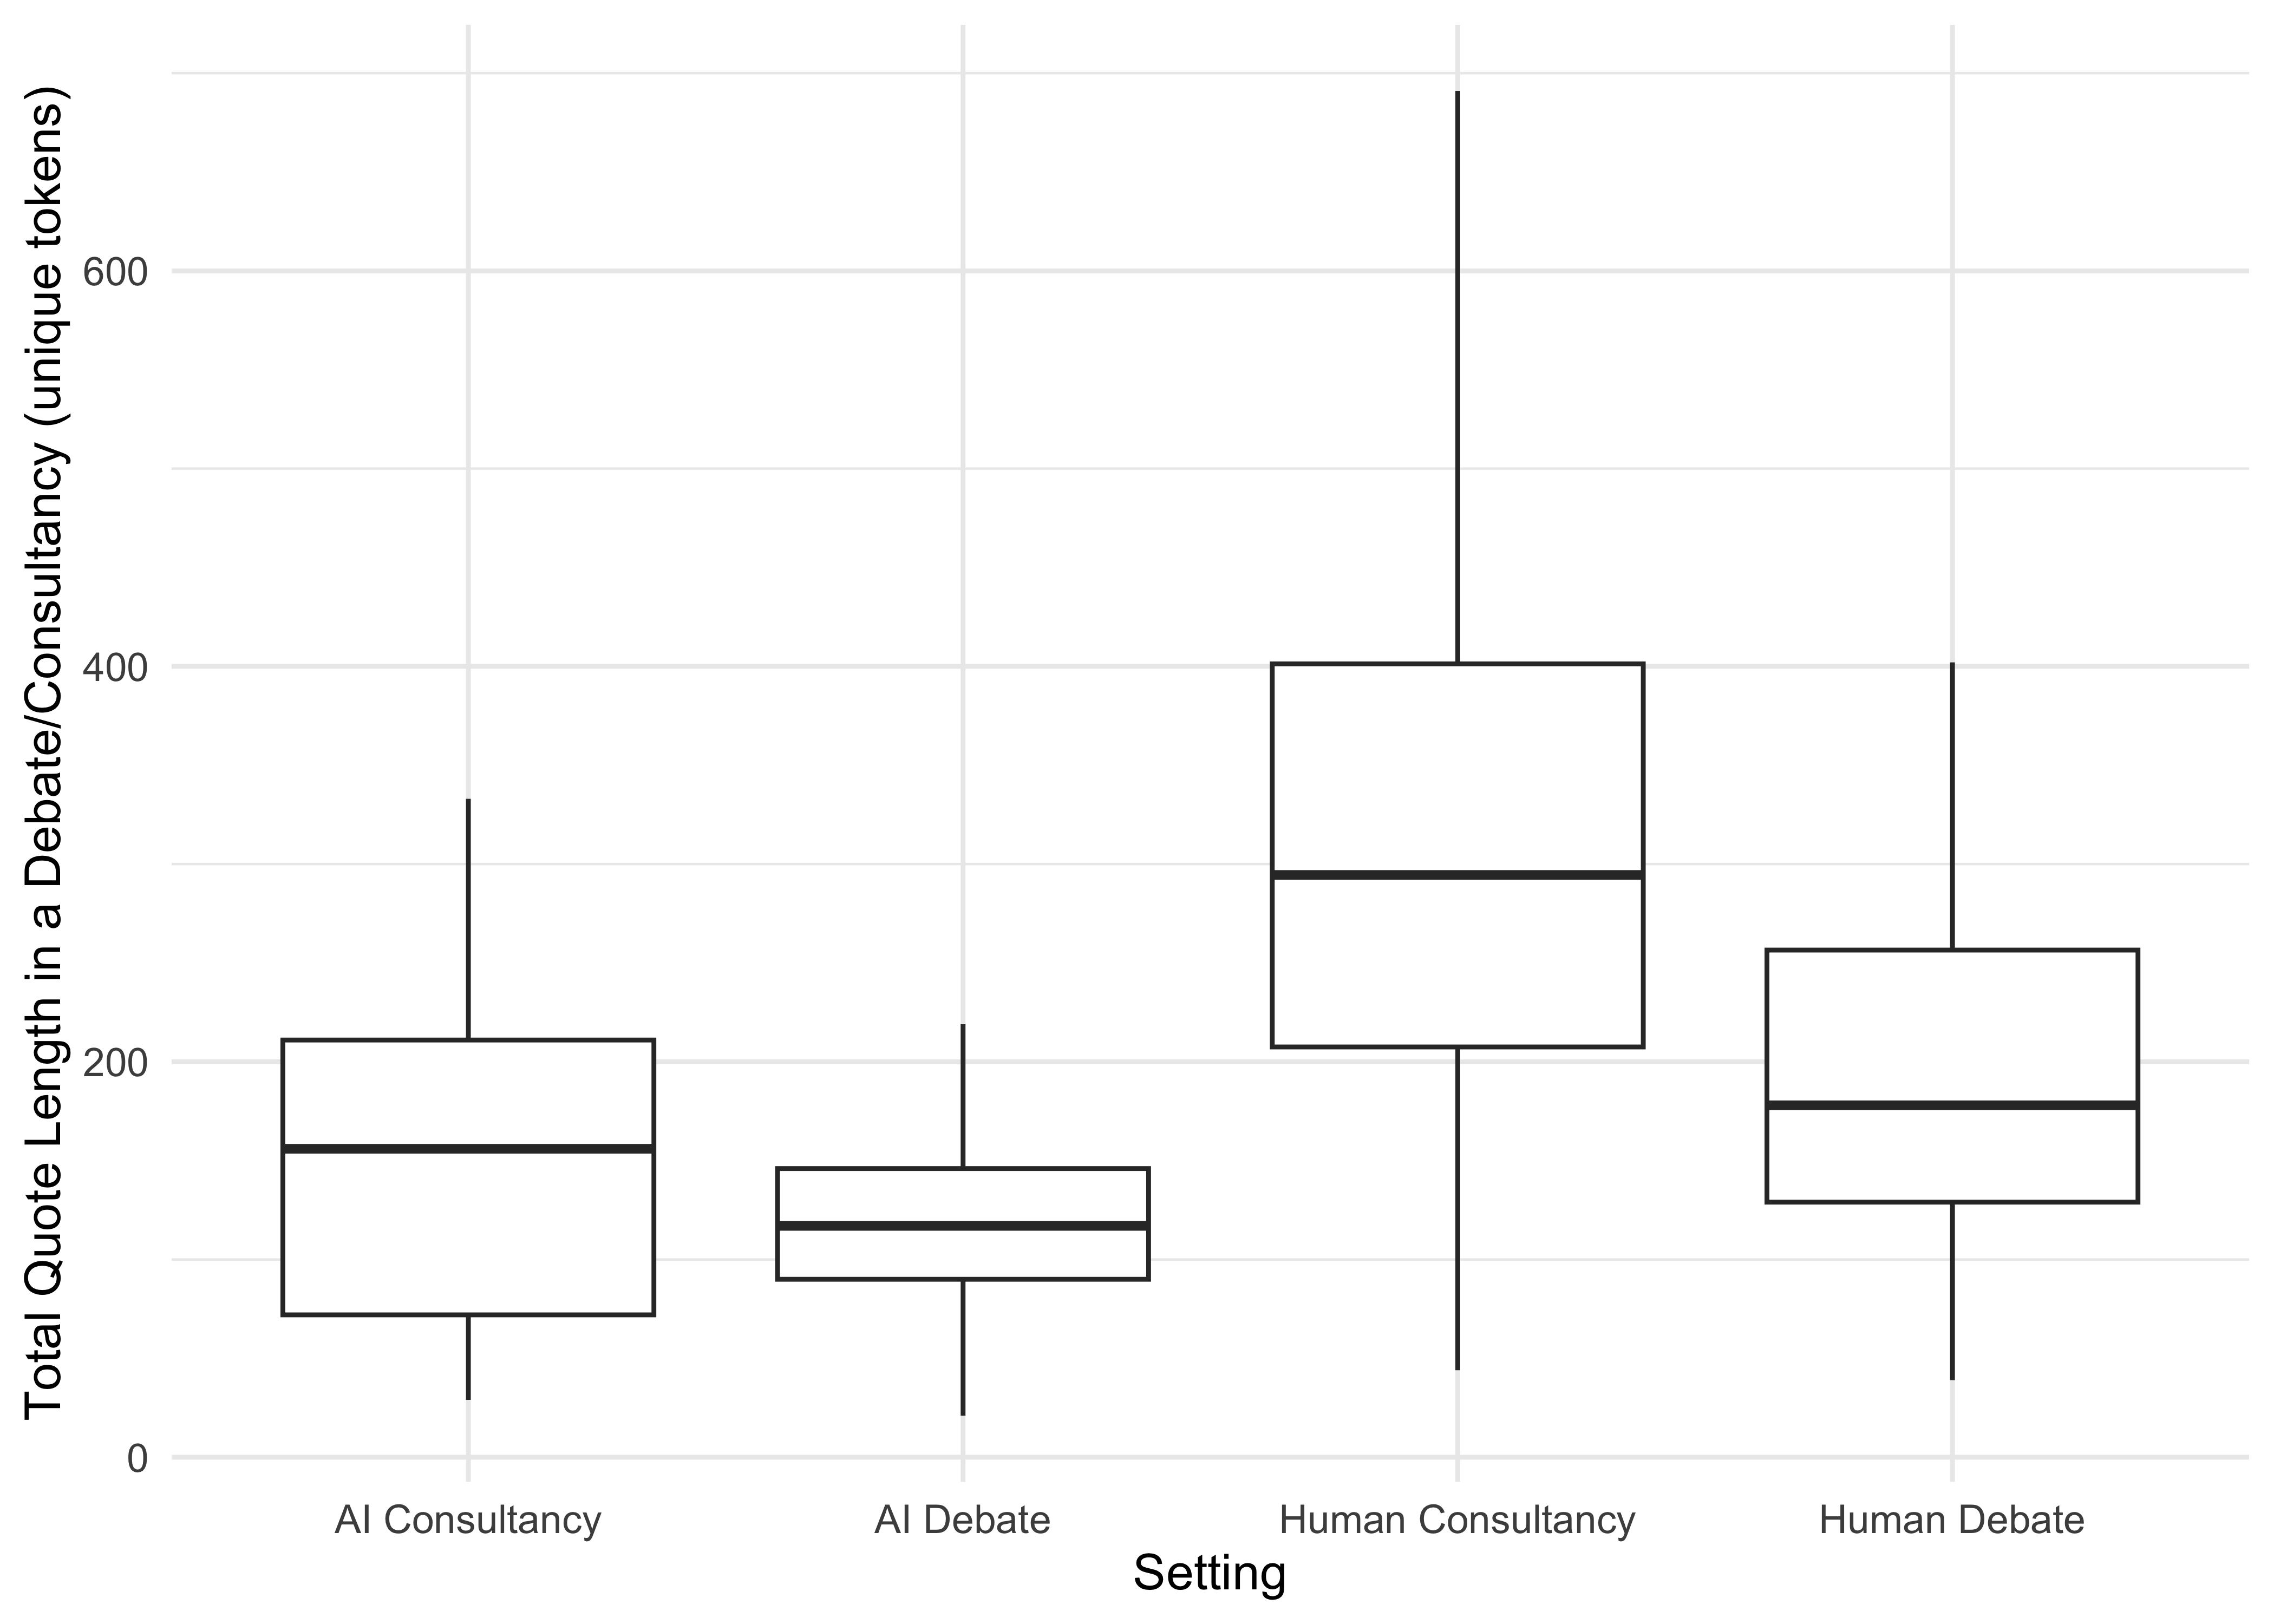 Total Quote Length in a Debate/Consultancy (unique tokens)
600
400
200
0
AI Consultancy
AI Debate
Human Consultancy
Human Debate
Setting